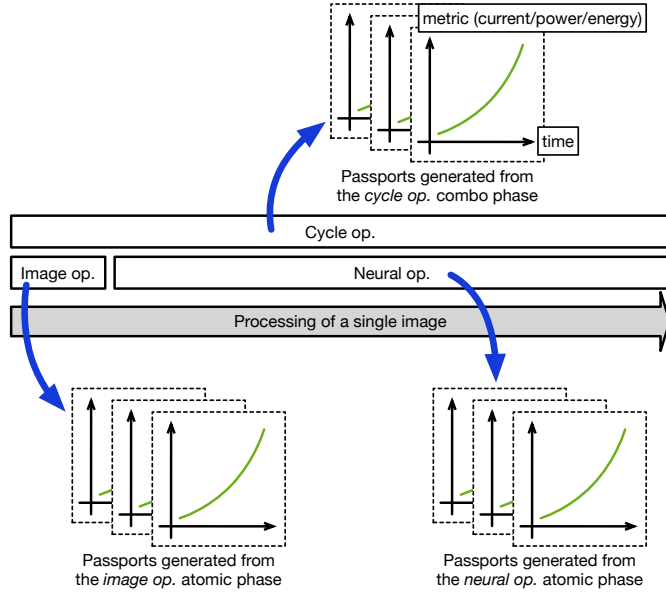 metric (current/power/energy)
time
Passports generated from
the cycle op. combo phase
Cycle op.
Image op.
Neural op.
Processing of a single image
Passports generated from
the image op. atomic phase
Passports generated from
the neural op. atomic phase